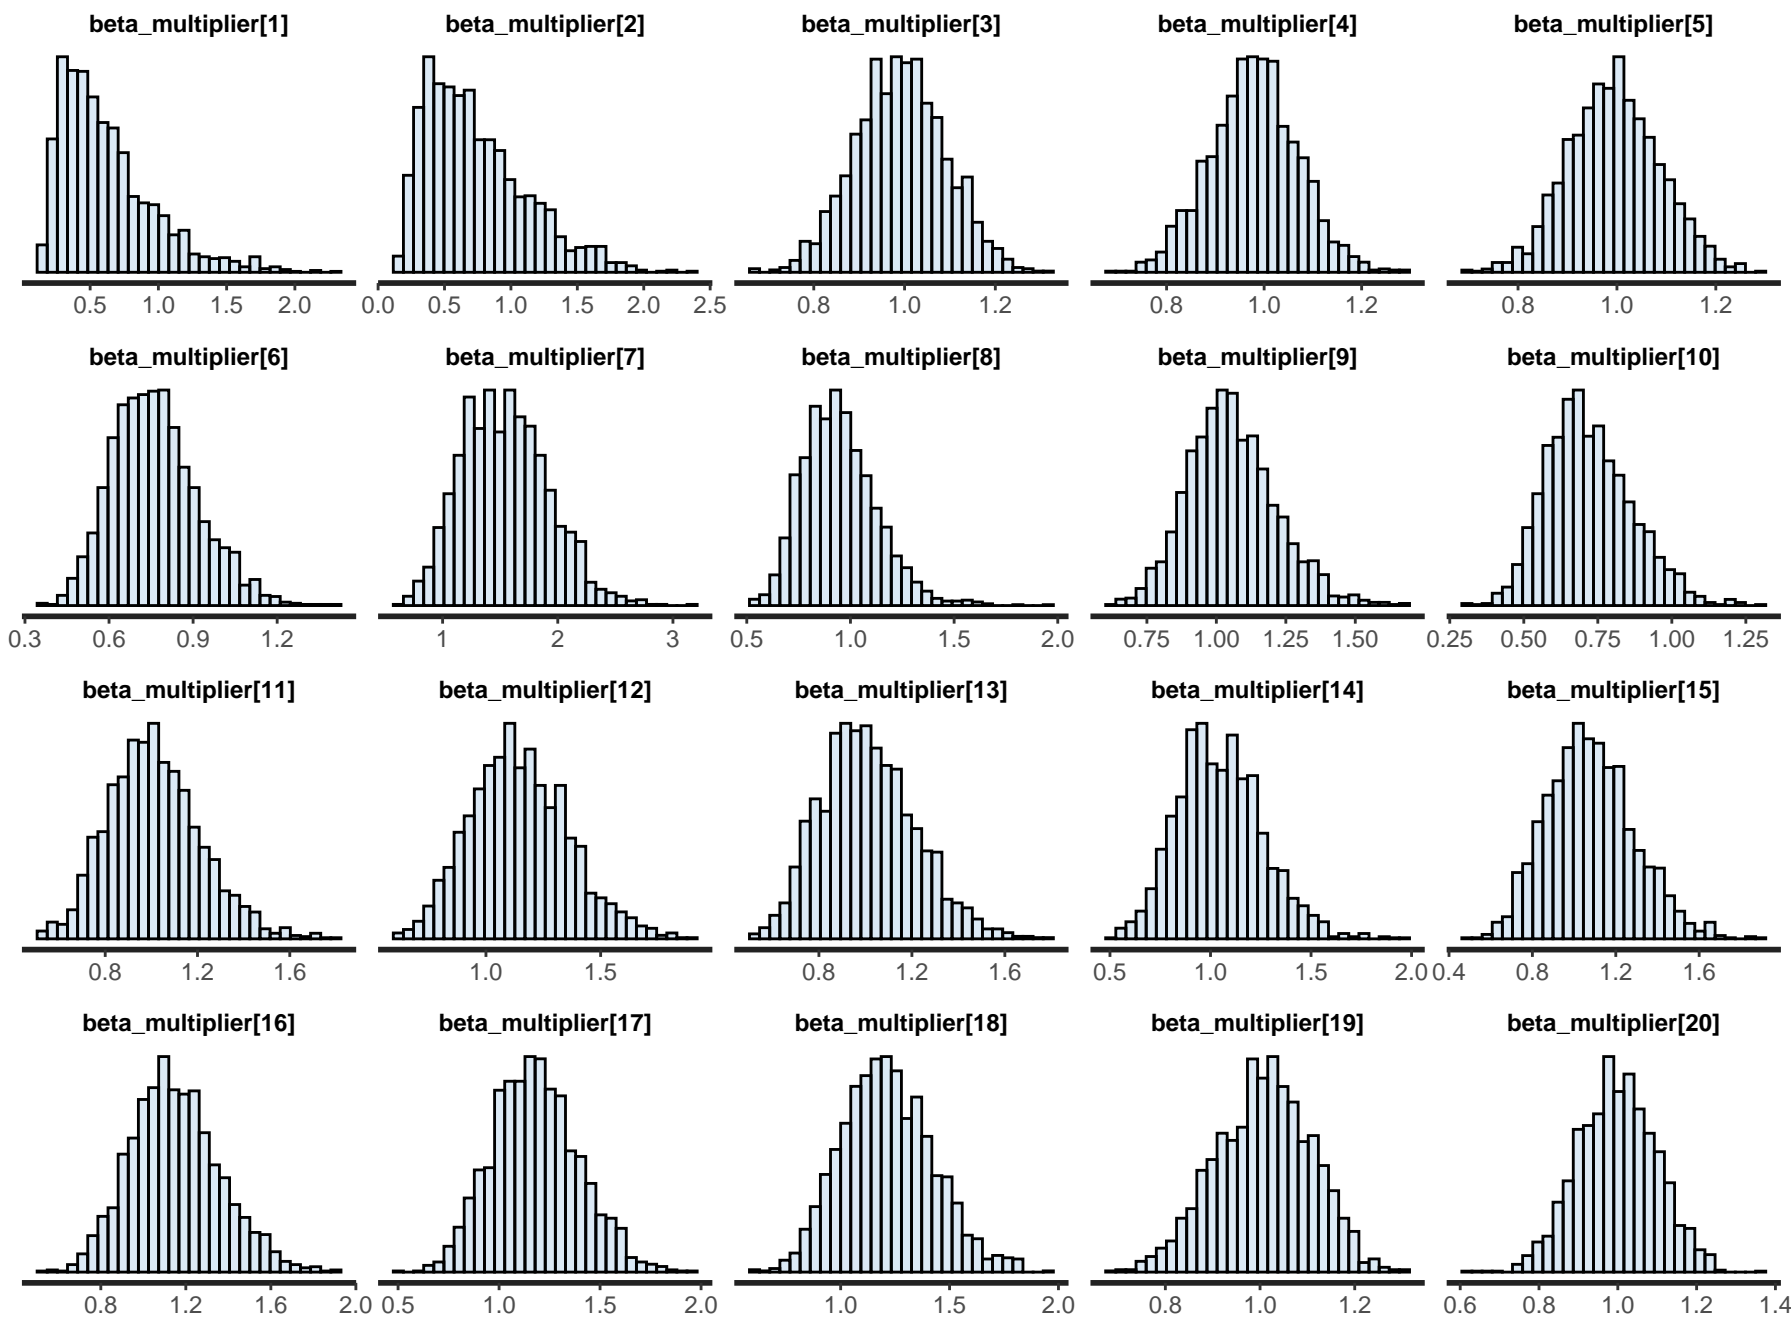 beta_multiplier[1] beta_multiplier[2] beta_multiplier[3] beta_multiplier[4] beta_multiplier[5]
0.5 1.0 1.5 2.0 0.0 0.5 1.0 1.5 2.0 2.5 0.8 1.0 1.2 0.8 1.0 1.2 0.8 1.0 1.2
beta_multiplier[6] beta_multiplier[7] beta_multiplier[8] beta_multiplier[9] beta_multiplier[10]
0.3 0.6 0.9 1.2 1 2 3 0.5 1.0 1.5 2.0 0.75 1.00 1.25 1.50 0.25 0.50 0.75 1.00 1.25
beta_multiplier[11] beta_multiplier[12] beta_multiplier[13] beta_multiplier[14] beta_multiplier[15]
0.8 1.2 1.6 1.0 1.5 0.8 1.2 1.6 0.5 1.0 1.5 2.0 0.4 0.8 1.2 1.6
beta_multiplier[16] beta_multiplier[17] beta_multiplier[18] beta_multiplier[19] beta_multiplier[20]
0.8 1.2 1.6 2.0 0.5 1.0 1.5 2.0 1.0 1.5 2.0 0.8 1.0 1.2 0.6 0.8 1.0 1.2 1.4